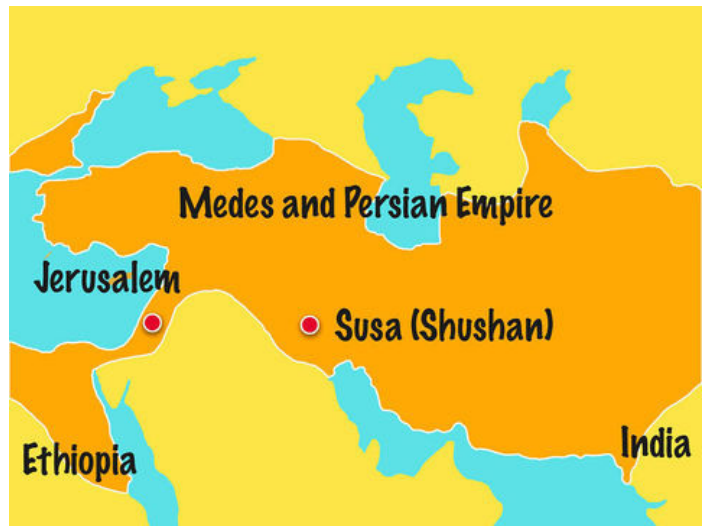 Medes and Persian Empire
Jerusalem
Susa (Shushan)
Ethiopia
India